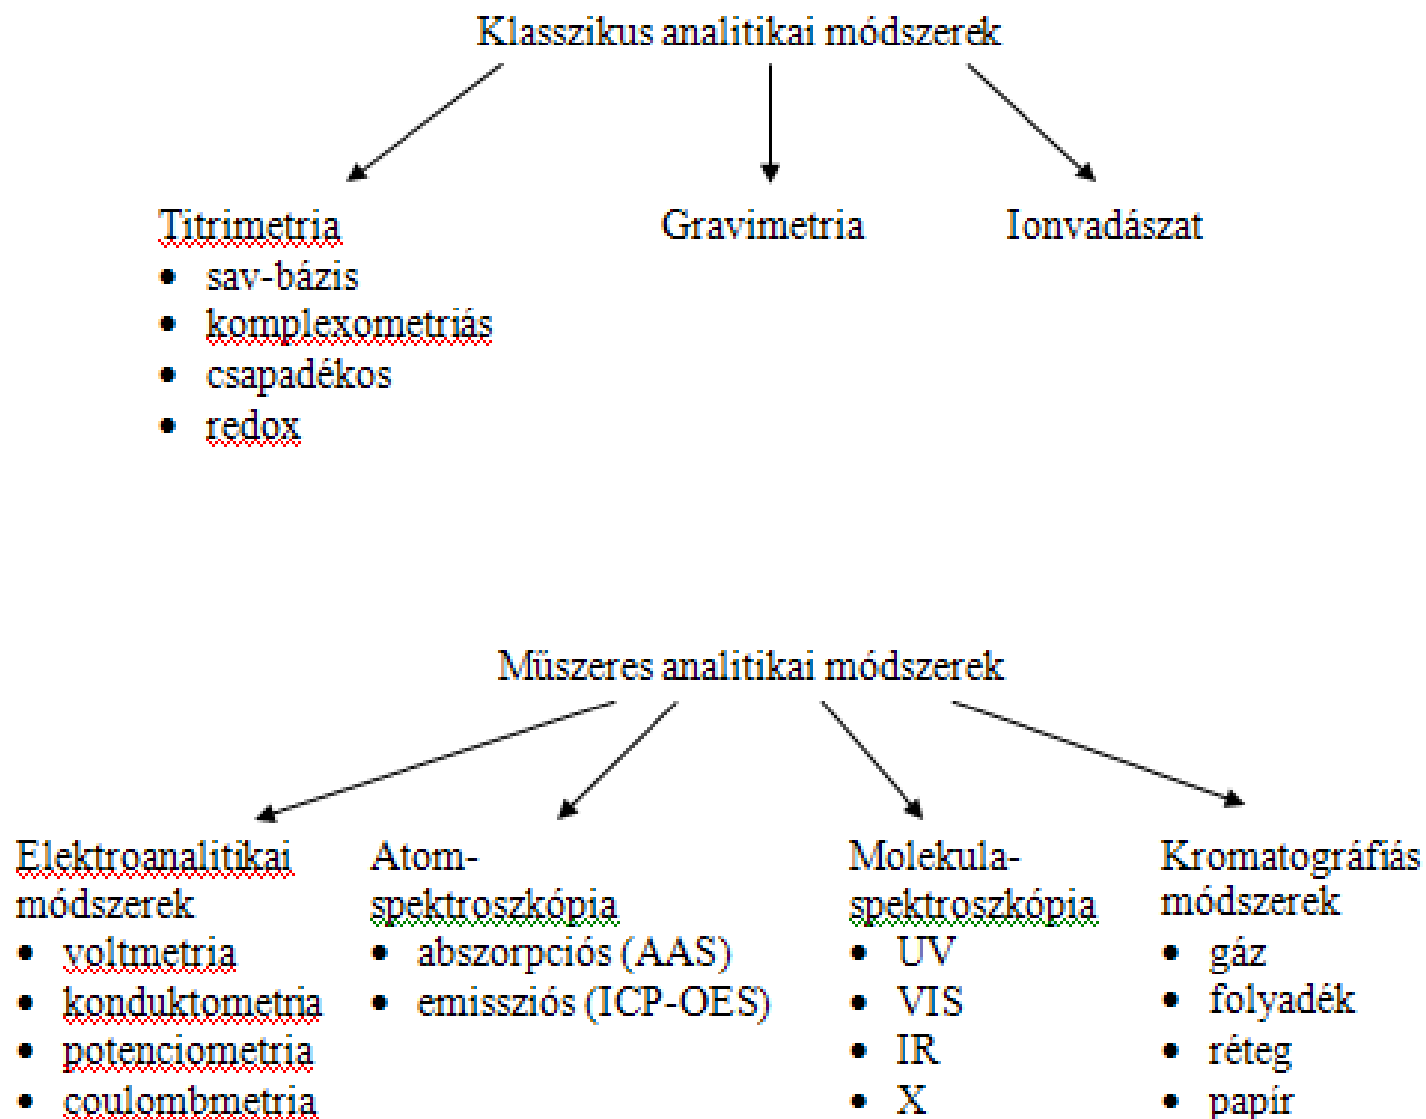 Klasszikus analitikai módszerek
Titrimetria
• sav-bázis
• komplexometriás
• csapadékos
• redox
Gravimetria
Ionvadászat
Műszeres analitikai módszerek
Elektroanalitikai
módszerek
• voltmetria
• konduktometria
• potenciometria
• coulombmetria
Atom-
spektroszkópia
• abszorpciós (AAS)
• emissziós (ICP-OES)
Molekula-
spektroszkópia
• UV
• VIS
• IR
• X
Kromatográfiás
módszerek
• gáz
• folyadék
• réteg
• papír